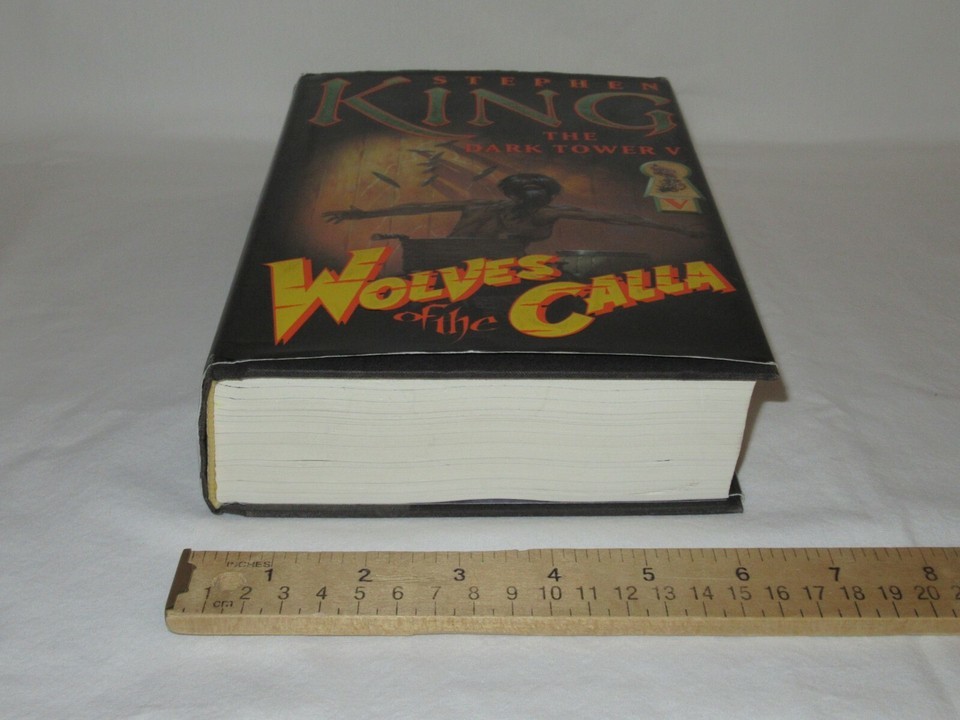 STEPHEN
KING
THE
DARK TOWER V
V
WOLVES
of the
CALLA
INCHES
1 2 3 4 5 6 7 8
1 2 3 4 5 6 7 8 9 10 11 12 13 14 15 16 17 18 19 20 2
cm